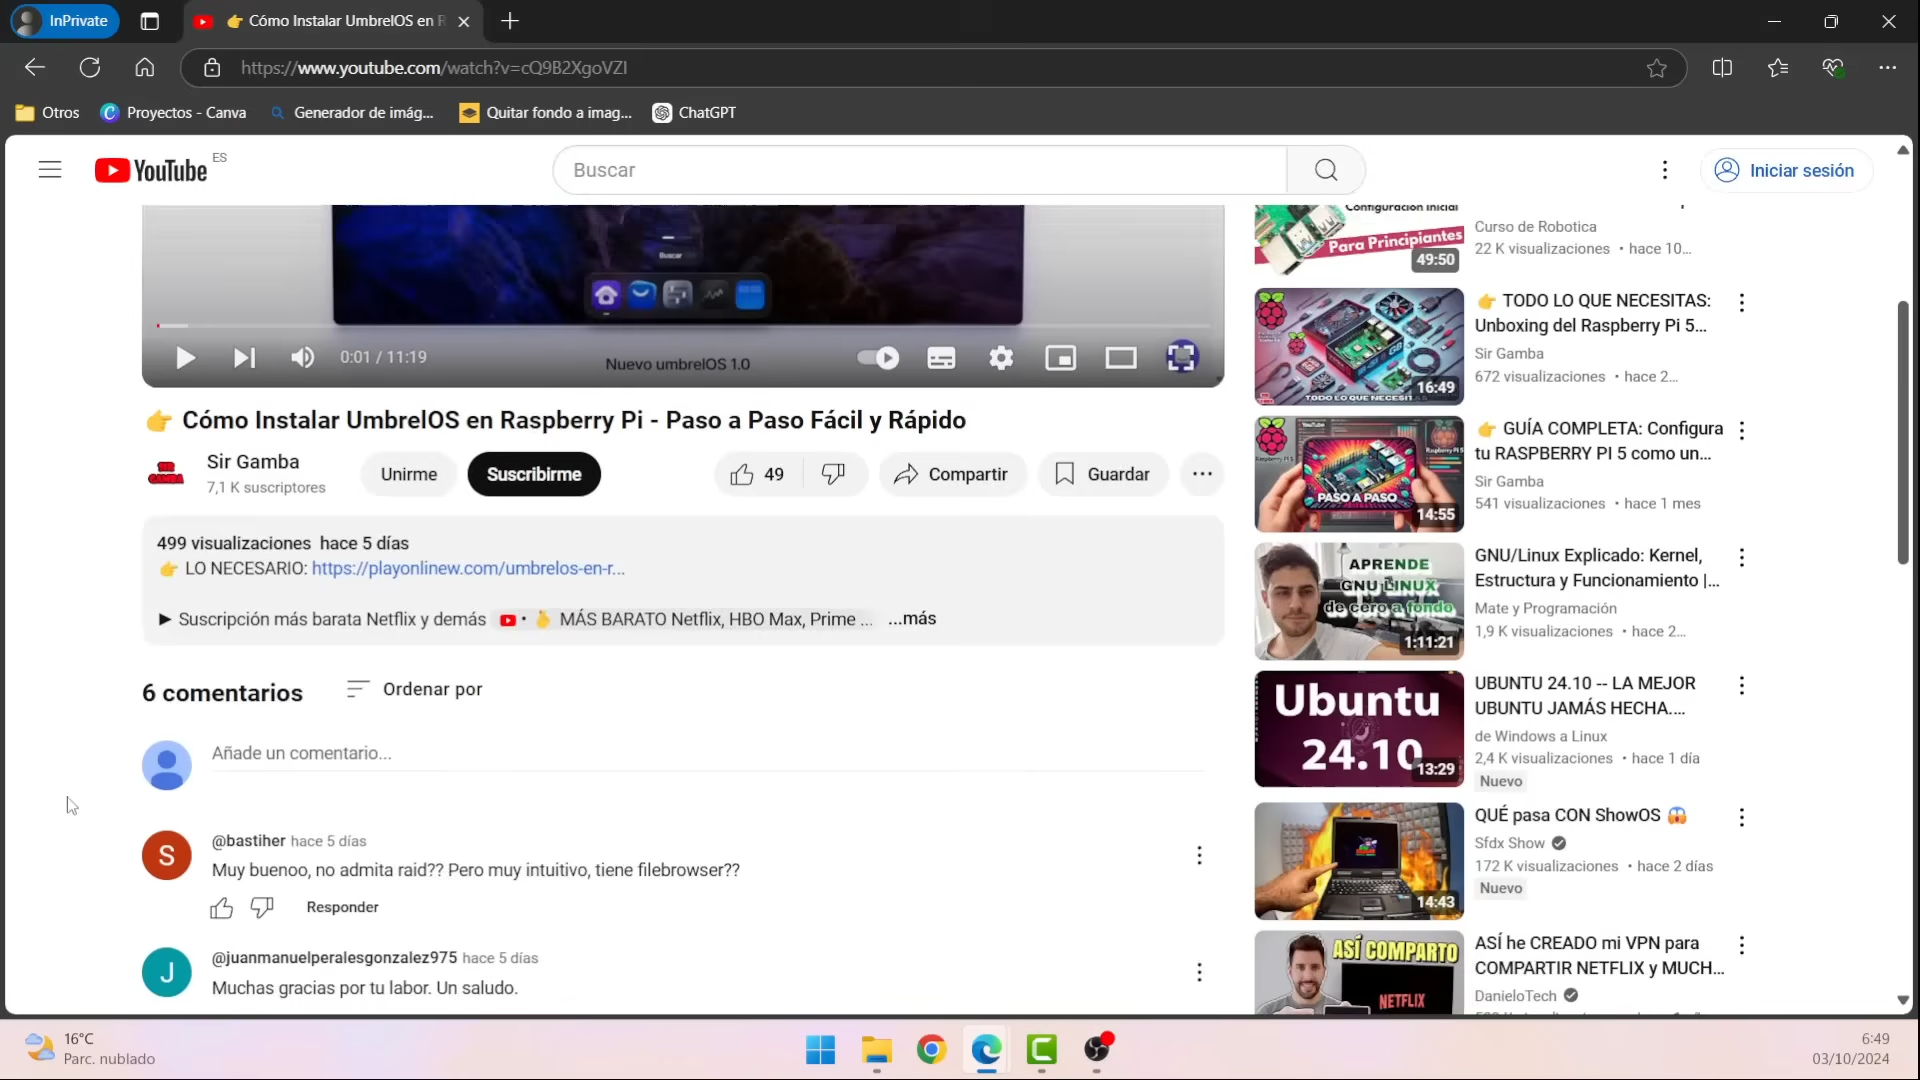 InPrivate
👉 Cómo Instalar UmbrelOS en R
https://www.youtube.com/watch?v=cQ9B2XgoVZI
Otros
Proyectos - Canva
Generador de imág...
Quitar fondo a imag...
ChatGPT
YouTube ES
Buscar
Iniciar sesión
Buscar
0:01 / 11:19
Nuevo umbrelOS 1.0
👉 Cómo Instalar UmbrelOS en Raspberry Pi - Paso a Paso Fácil y Rápido
SIR GAMBA
Sir Gamba
7,1 K suscriptores
Unirme
Suscribirme
49
Compartir
Guardar
499 visualizaciones hace 5 días
👉 LO NECESARIO: https://playonlinew.com/umbrelos-en-r...
► Suscripción más barata Netflix y demás • 🥇 MÁS BARATO Netflix, HBO Max, Prime ... ...más
6 comentarios
Ordenar por
Añade un comentario...
S
@bastiher hace 5 días
Muy buenoo, no admita raid?? Pero muy intuitivo, tiene filebrowser??
Responder
J
@juanmanuelperalesgonzalez975 hace 5 días
Muchas gracias por tu labor. Un saludo.
Configuración Inicial
Para Principiantes
49:50
Curso de Robotica
22 K visualizaciones • hace 10...
TODO LO QUE NECESITAS
16:49
👉 TODO LO QUE NECESITAS:
Unboxing del Raspberry Pi 5...
Sir Gamba
672 visualizaciones • hace 2...
YouTube
Raspberry Pi 5
PASO A PASO
14:55
👉 GUÍA COMPLETA: Configura
tu RASPBERRY PI 5 como un...
Sir Gamba
541 visualizaciones • hace 1 mes
APRENDE
GNU LINUX
de cero a fondo
1:11:21
GNU/Linux Explicado: Kernel,
Estructura y Funcionamiento |...
Mate y Programación
1,9 K visualizaciones • hace 2...
Ubuntu
24.10
13:29
UBUNTU 24.10 -- LA MEJOR
UBUNTU JAMÁS HECHA....
de Windows a Linux
2,4 K visualizaciones • hace 1 día
Nuevo
14:43
QUÉ pasa CON ShowOS 😱
Sfdx Show
172 K visualizaciones • hace 2 días
Nuevo
ASÍ COMPARTO
NETFLIX
ASÍ he CREADO mi VPN para
COMPARTIR NETFLIX y MUCH...
DanieloTech
16°C
Parc. nublado
6:49
03/10/2024